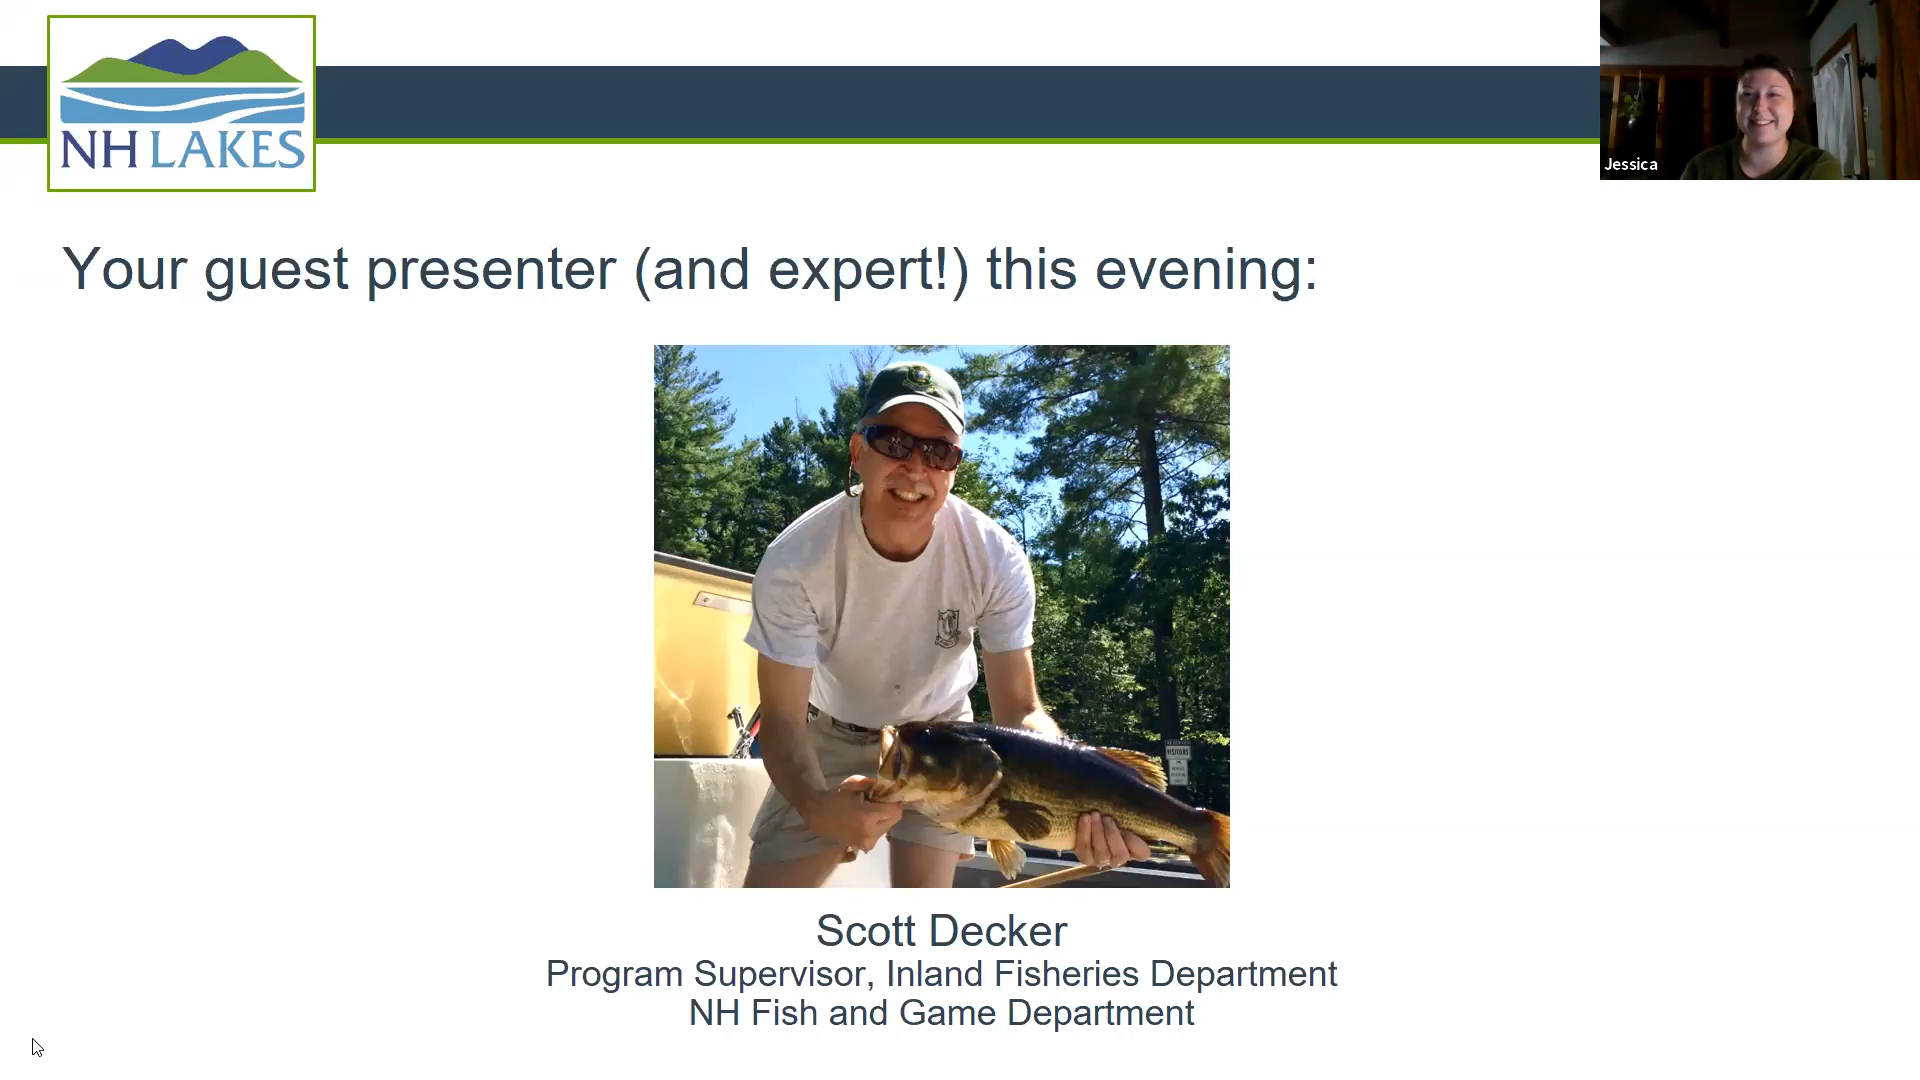 NH LAKES
Jessica
Your guest presenter (and expert!) this evening:
VISITORS
Scott Decker
Program Supervisor, Inland Fisheries Department
NH Fish and Game Department